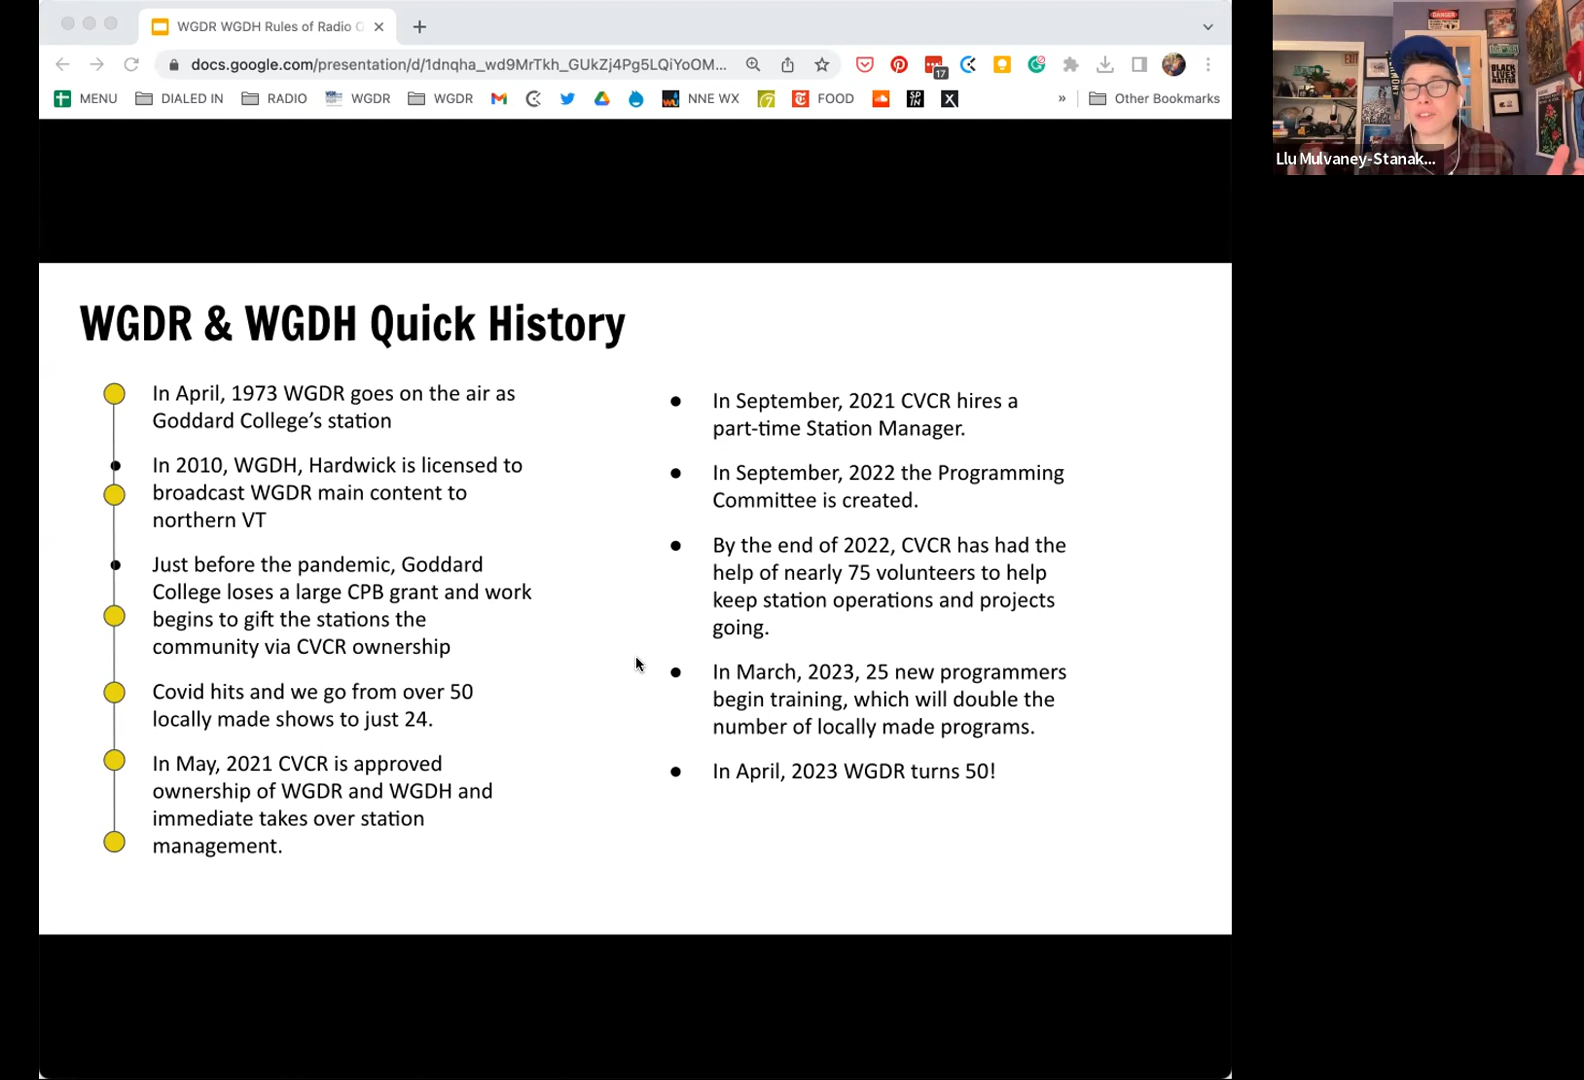 WGDR WGDH Rules of Radio
docs.google.com/presentation/d/1dnqha_wd9MrTkh_GUkZj4Pg5LQiYoOM...
17
MENU DIALED IN RADIO WGDR WGDR NNE WX FOOD SP IN X » Other Bookmarks
DANGER
EXIT
BLACK
LIVES
MATTER
Llu Mulvaney-Stanak...
WGDR & WGDH Quick History
In April, 1973 WGDR goes on the air as
Goddard College’s station
In 2010, WGDH, Hardwick is licensed to
broadcast WGDR main content to
northern VT
Just before the pandemic, Goddard
College loses a large CPB grant and work
begins to gift the stations the
community via CVCR ownership
Covid hits and we go from over 50
locally made shows to just 24.
In May, 2021 CVCR is approved
ownership of WGDR and WGDH and
immediate takes over station
management.
In September, 2021 CVCR hires a
part-time Station Manager.
In September, 2022 the Programming
Committee is created.
By the end of 2022, CVCR has had the
help of nearly 75 volunteers to help
keep station operations and projects
going.
In March, 2023, 25 new programmers
begin training, which will double the
number of locally made programs.
In April, 2023 WGDR turns 50!